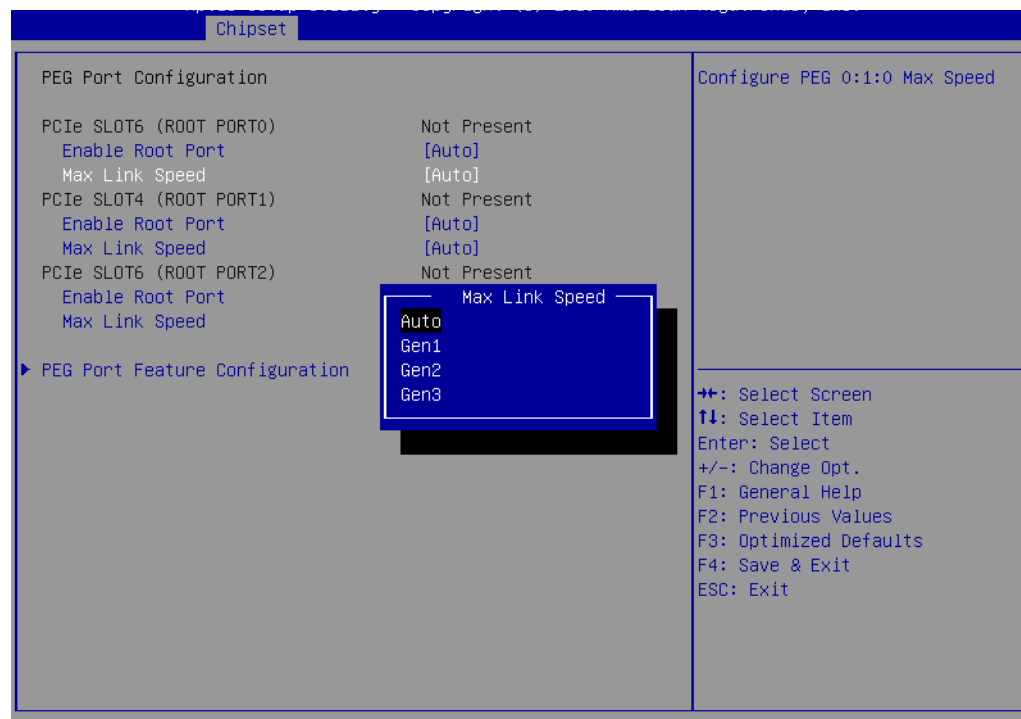 Chipset
PEG Port Configuration
Configure PEG 0:1:0 Max Speed
PCIe SLOT6 (ROOT PORT0) Not Present
Enable Root Port [Auto]
Max Link Speed [Auto]
PCIe SLOT4 (ROOT PORT1) Not Present
Enable Root Port [Auto]
Max Link Speed [Auto]
PCIe SLOT6 (ROOT PORT2) Not Present
Enable Root Port
Max Link Speed
PEG Port Feature Configuration
Max Link Speed
Auto
Gen1
Gen2
Gen3
→←: Select Screen
↑↓: Select Item
Enter: Select
+/-: Change Opt.
F1: General Help
F2: Previous Values
F3: Optimized Defaults
F4: Save & Exit
ESC: Exit